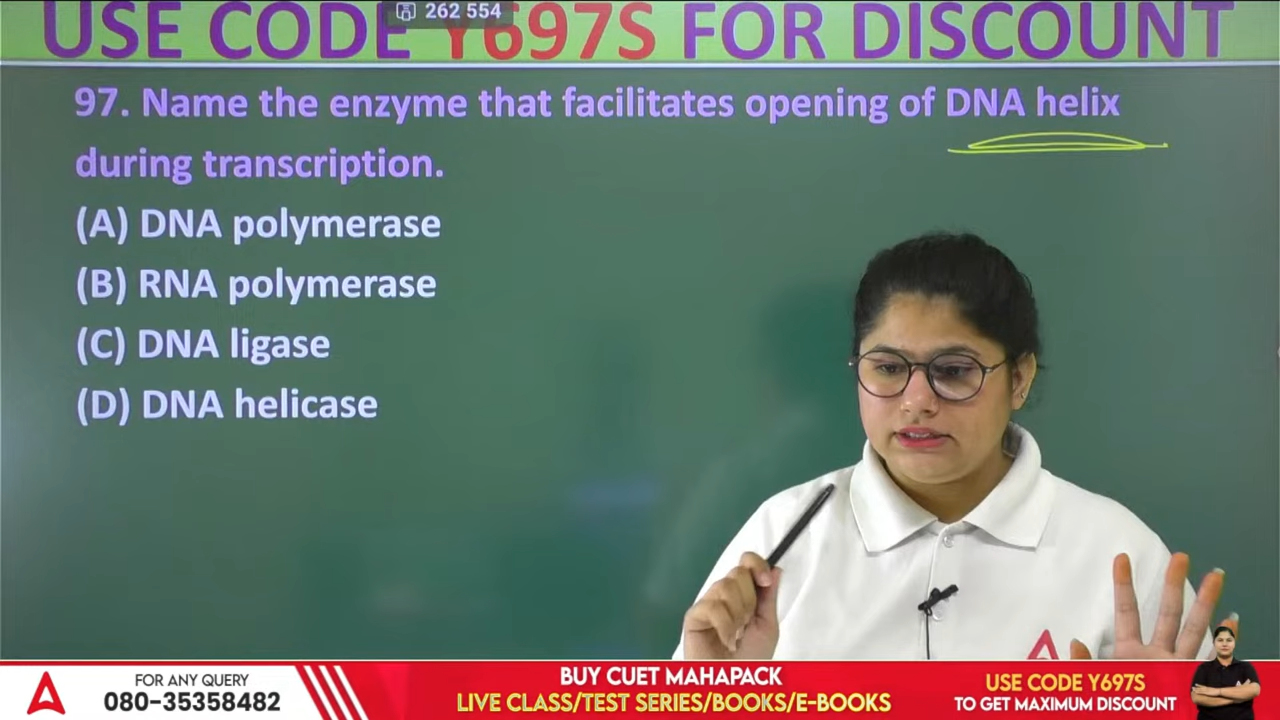 USE CODE Y697S FOR DISCOUNT
262 554
97. Name the enzyme that facilitates opening of DNA helix
during transcription.
(A) DNA polymerase
(B) RNA polymerase
(C) DNA ligase
(D) DNA helicase
FOR ANY QUERY
080-35358482
BUY CUET MAHAPACK
LIVE CLASS/TEST SERIES/BOOKS/E-BOOKS
USE CODE Y697S
TO GET MAXIMUM DISCOUNT